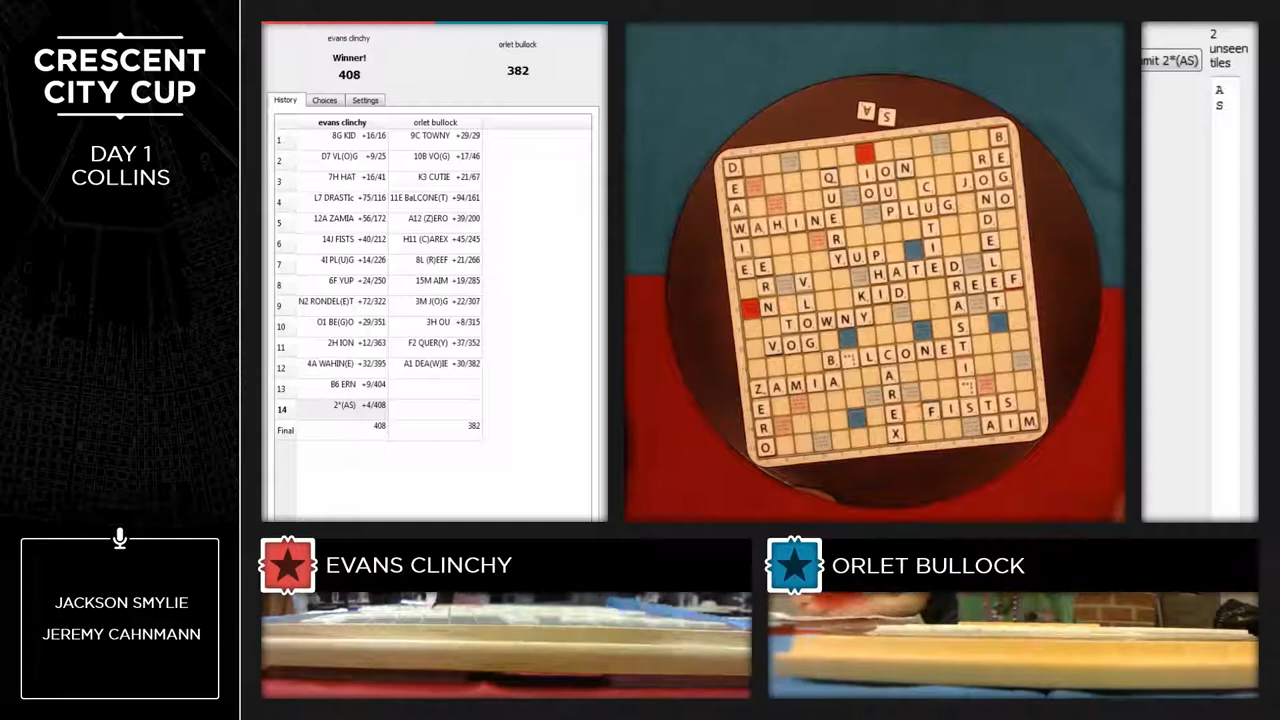 CRESCENT
CITY CUP
DAY 1
COLLINS
JACKSON SMYLIE
JEREMY CAHNMANN
evans clinchy
orlet bullock
Winner!
408
382
History Choices Settings
evans clinchy orlet bullock
1 8G KID +16/16 9C TOWNY +29/29
2 D7 VL(O)G +9/25 10B VO(G) +17/46
3 7H HAT +16/41 K3 CUTIE +21/67
4 L7 DRASTIc +75/116 11E BaLCONE(T) +94/161
5 12A ZAMIA +56/172 A12 (Z)ERO +39/200
6 14J FISTS +40/212 H11 (C)AREX +45/245
7 4I PL(U)G +14/226 8L (R)EEF +21/266
8 6F YUP +24/250 15M AIM +19/285
9 N2 RONDEL(E)T +72/322 3M J(O)G +22/307
10 O1 BE(G)O +29/351 3H OU +8/315
11 2H ION +12/363 F2 QUER(Y) +37/352
12 4A WAHIN(E) +32/395 A1 DEA(W)IE +30/382
13 B6 ERN +9/404
14 2*(AS) +4/408
Final 408 382
2
unseen
tiles
mit 2*(AS)
A
S
A S
B
D R E
Q I O N J O G
E U O U C
A P L U G N O
W A H I N E T D
I R I E
E E Y U P H A T E D L
R V K I D R E E F
N L A T
T O W N Y S
V O G T
B L C O N E T
Z A M I A A I
E R
R E F I S T S
O X A I M
EVANS CLINCHY
ORLET BULLOCK